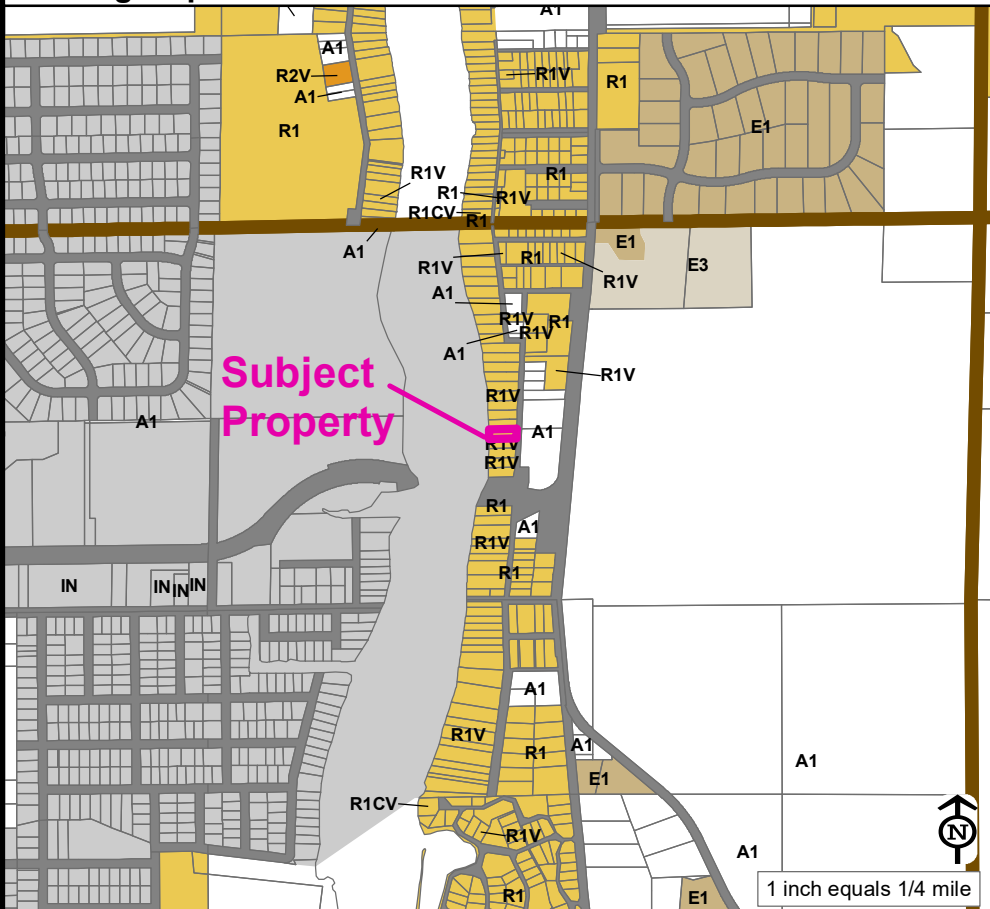 A1
A1
R2V
A1
R1V
R1
E1
R1
R1
R1V
R1
R1V
R1CV
R1
A1
E1
R1V
R1
E3
R1V
A1
R1V
R1
R1V
A1
R1V
Subject
Property
R1V
A1
A1
R1V
R1V
R1
A1
R1V
R1
IN
IN
IN
IN
A1
R1V
R1
A1
A1
E1
R1CV
R1V
A1
N
1 inch equals 1/4 mile
R1
E1